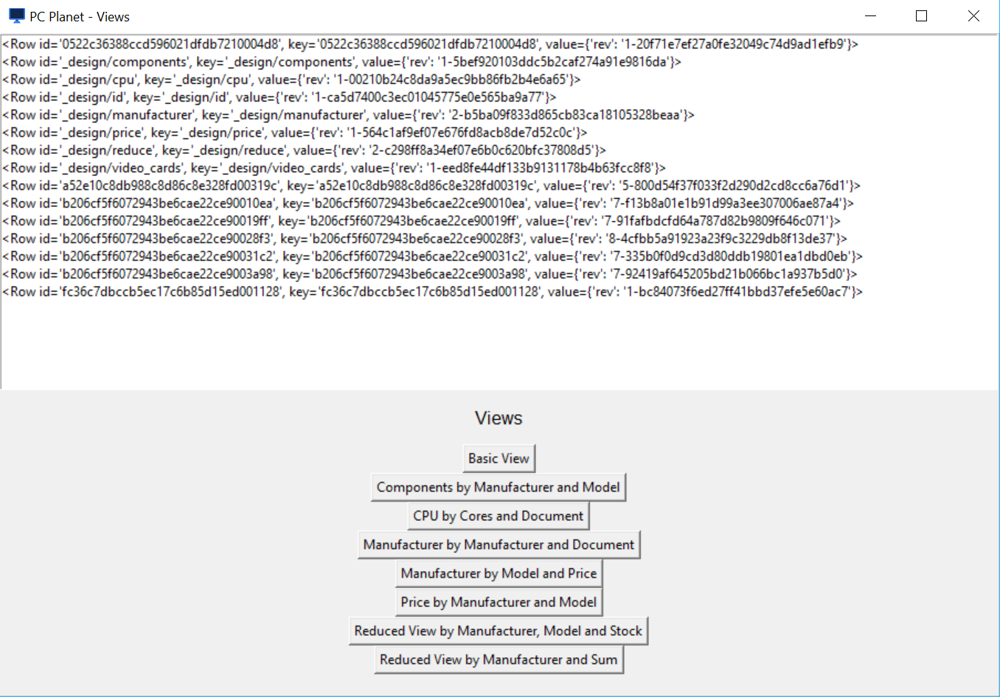 PC Planet - Views
<Row id='0522c36388ccd596021dfdb7210004d8', key='0522c36388ccd596021dfdb7210004d8', value={'rev': '1-20f71e7ef27a0fe32049c74d9ad1efb9'}>
<Row id='_design/components', key='_design/components', value={'rev': '1-5bef920103ddc5b2caf274a91e9816da'}>
<Row id='_design/cpu', key='_design/cpu', value={'rev': '1-00210b24c8da9a5ec9bb86fb2b4e6a65'}>
<Row id='_design/id', key='_design/id', value={'rev': '1-ca5d7400c3ec01045775e0e565ba9a77'}>
<Row id='_design/manufacturer', key='_design/manufacturer', value={'rev': '2-b5ba09f833d865cb83ca18105328beaa'}>
<Row id='_design/price', key='_design/price', value={'rev': '1-564c1af9ef07e676fd8acb8de7d52c0c'}>
<Row id='_design/reduce', key='_design/reduce', value={'rev': '2-c298ff8a34ef07e6b0c620bfc37808d5'}>
<Row id='_design/video_cards', key='_design/video_cards', value={'rev': '1-eed8fe44df133b9131178b4b63fcc8f8'}>
<Row id='a52e10c8db988c8d86c8e328fd00319c', key='a52e10c8db988c8d86c8e328fd00319c', value={'rev': '5-800d54f37f033f2d290d2cd8cc6a76d1'}>
<Row id='b206cf5f6072943be6cae22ce90010ea', key='b206cf5f6072943be6cae22ce90010ea', value={'rev': '7-f13b8a01e1b91d99a3ee307006ae87a4'}>
<Row id='b206cf5f6072943be6cae22ce90019ff', key='b206cf5f6072943be6cae22ce90019ff', value={'rev': '7-91fafbdcfd64a787d82b9809f646c071'}>
<Row id='b206cf5f6072943be6cae22ce90028f3', key='b206cf5f6072943be6cae22ce90028f3', value={'rev': '8-4cfbb5a91923a23f9c3229db8f13de37'}>
<Row id='b206cf5f6072943be6cae22ce90031c2', key='b206cf5f6072943be6cae22ce90031c2', value={'rev': '7-335b0f0d9cd3d80ddb19801ea1dbd0eb'}>
<Row id='b206cf5f6072943be6cae22ce9003a98', key='b206cf5f6072943be6cae22ce9003a98', value={'rev': '7-92419af645205bd21b066bc1a937b5d0'}>
<Row id='fc36c7dbccb5ec17c6b85d15ed001128', key='fc36c7dbccb5ec17c6b85d15ed001128', value={'rev': '1-bc84073f6ed27ff41bbd37efe5e60ac7'}>
Views
Basic View
Components by Manufacturer and Model
CPU by Cores and Document
Manufacturer by Manufacturer and Document
Manufacturer by Model and Price
Price by Manufacturer and Model
Reduced View by Manufacturer, Model and Stock
Reduced View by Manufacturer and Sum